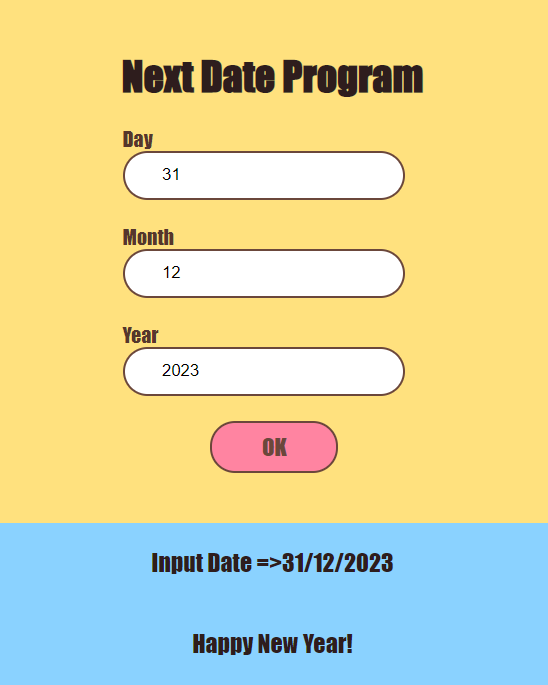 Next Date Program
Day
31
Month
12
Year
2023
OK
Input Date =>31/12/2023
Happy New Year!